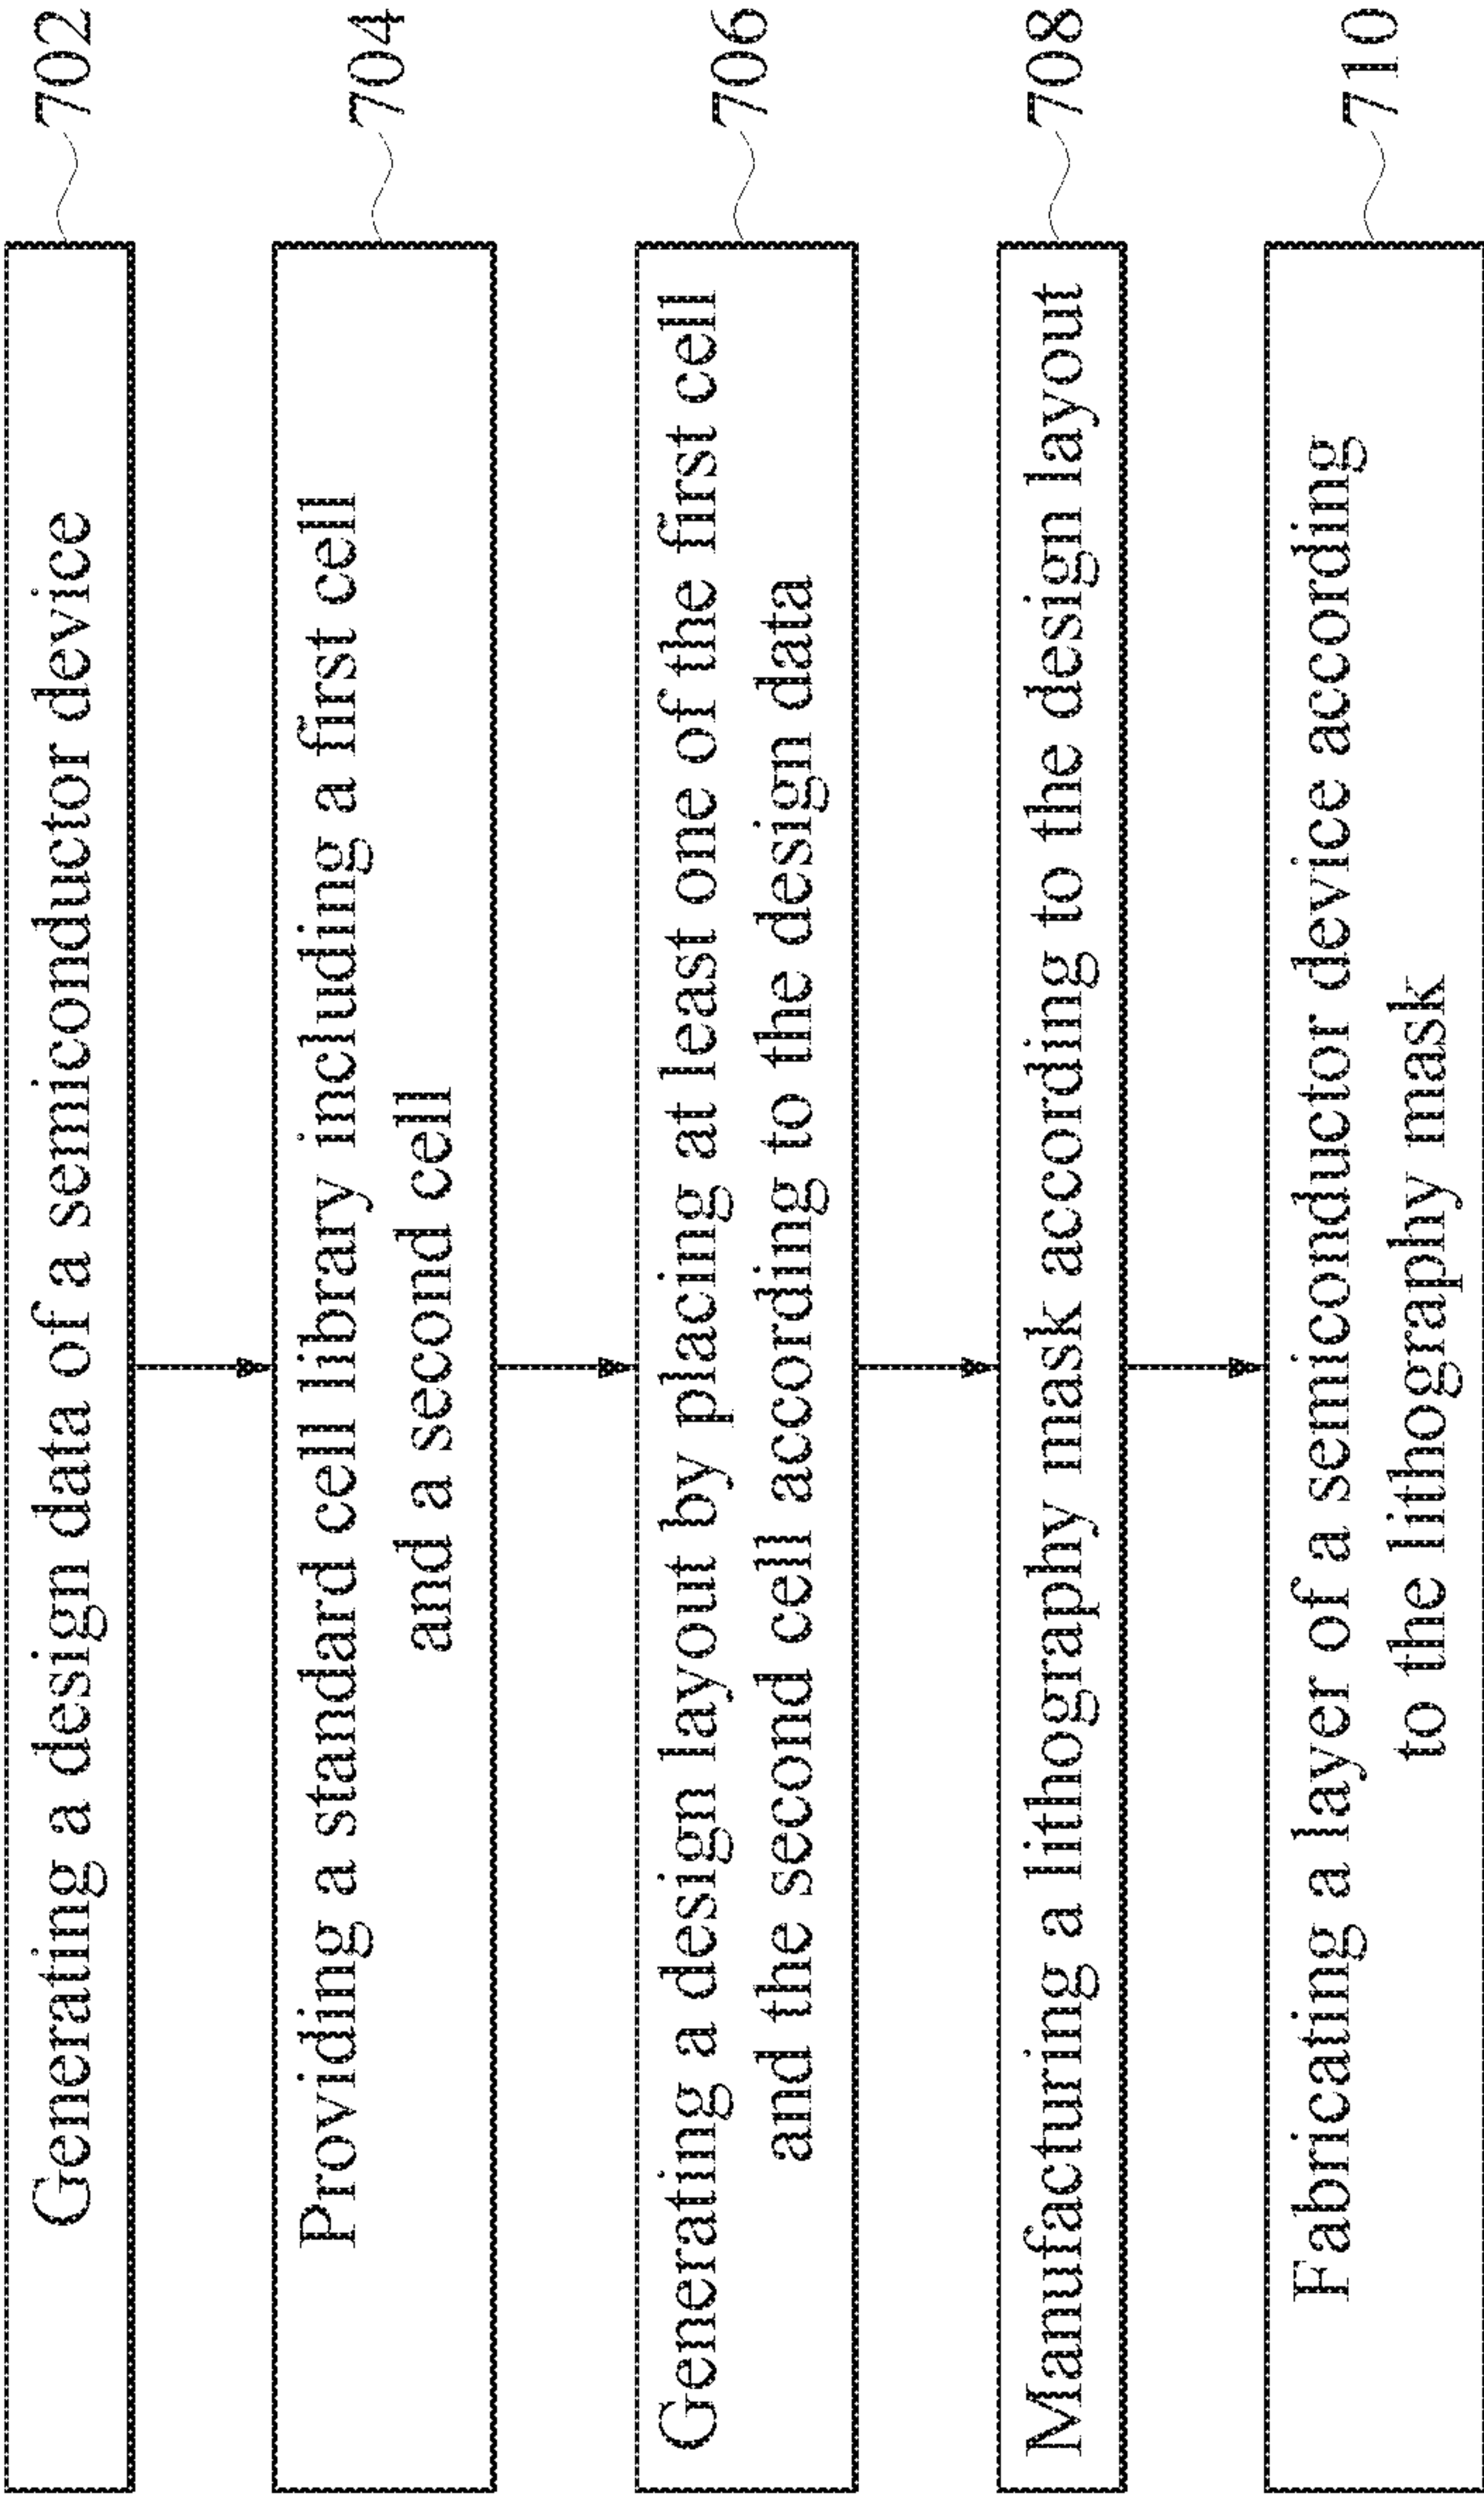 Generating a design data of a semiconductor device
702
Providing a standard cell library including a first cell
and a second cell
704
Generating a design layout by placing at least one of the first cell
and the second cell according to the design data
706
Manufacturing a lithography mask according to the design layout
708
Fabricating a layer of a semiconductor device according
to the lithography mask
710